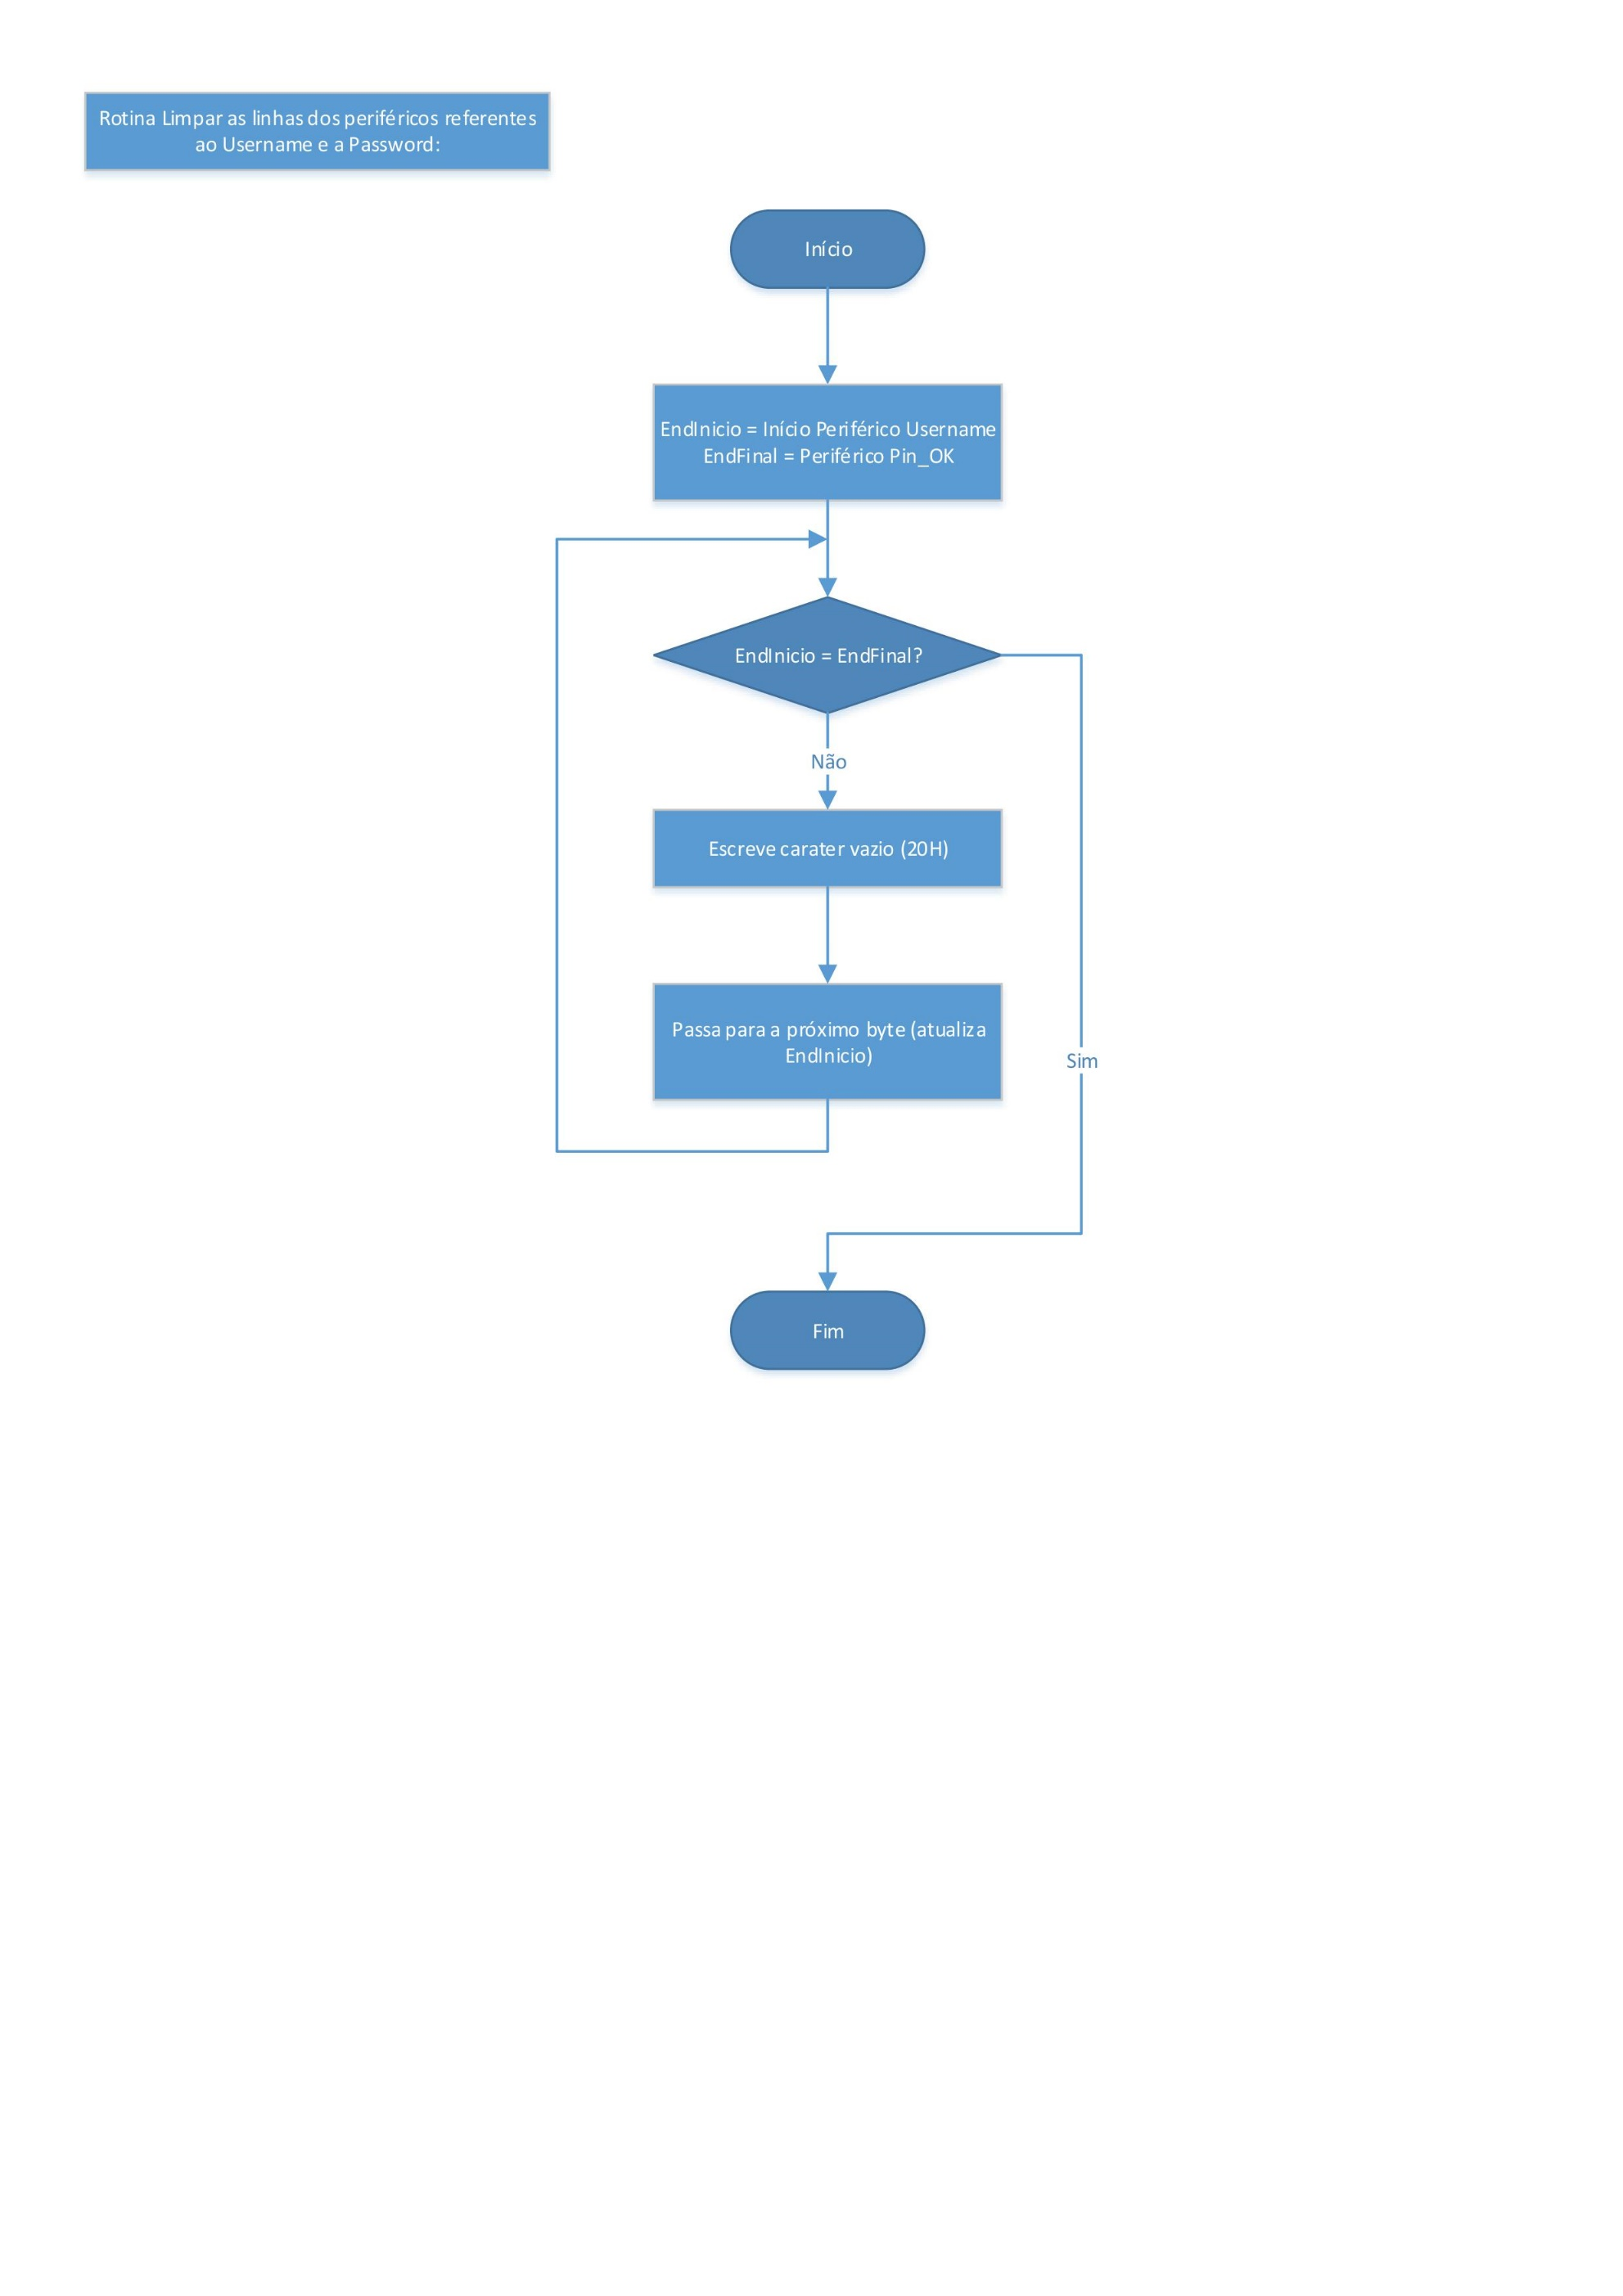 Rotina Limpar as linhas dos periféricos referentes
ao Username e a Password:
Início
EndInicio = Início Periférico Username
EndFinal = Periférico Pin_OK
EndInicio = EndFinal?
Não
Escreve carater vazio (20H)
Passa para a próximo byte (atualiza
EndInicio)
Sim
Fim